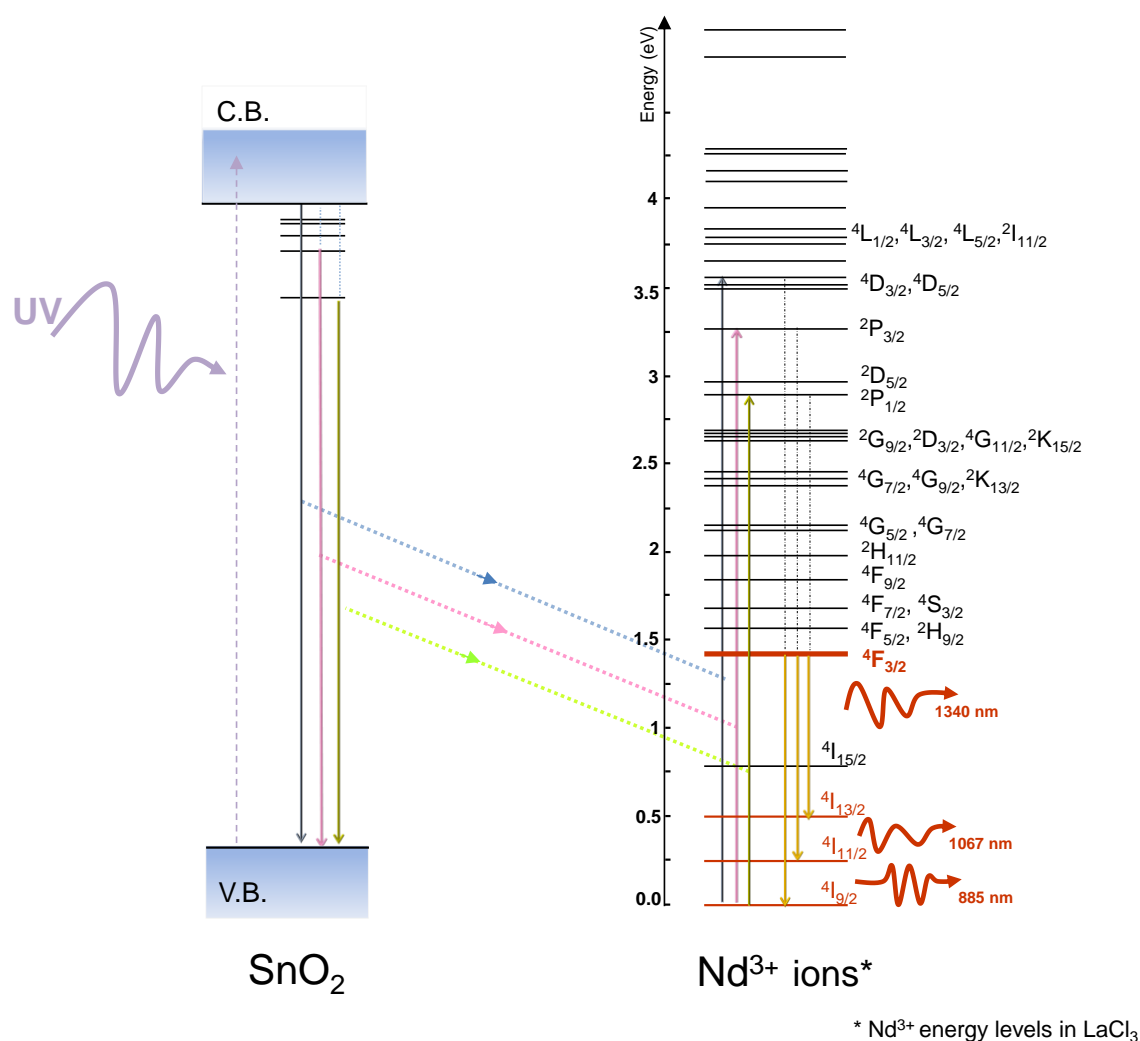 C.B.
UV
V.B.
SnO₂
Energy (eV)
4
3.5
3
2.5
2
1.5
1
0.5
0.0
⁴L₁/₂,⁴L₃/₂, ⁴L₅/₂,²I₁₁/₂
⁴D₃/₂,⁴D₅/₂
²P₃/₂
²D₅/₂
²P₁/₂
²G₉/₂,²D₃/₂,⁴G₁₁/₂,²K₁₅/₂
⁴G₇/₂,⁴G₉/₂,²K₁₃/₂
⁴G₅/₂ ,⁴G₇/₂
²H₁₁/₂
⁴F₉/₂
⁴F₇/₂, ⁴S₃/₂
⁴F₅/₂, ²H₉/₂
⁴F₃/₂
1340 nm
⁴I₁₅/₂
⁴I₁₃/₂
1067 nm
⁴I₁₁/₂
⁴I₉/₂
885 nm
Nd³⁺ ions*
* Nd³⁺ energy levels in LaCl₃